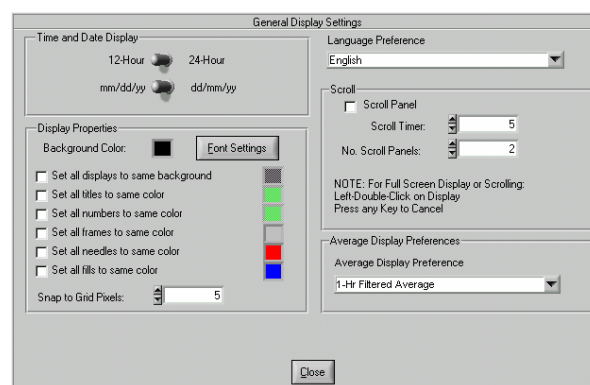 General Display Settings
Time and Date Display
12-Hour 24-Hour
mm/dd/yy dd/mm/yy
Display Properties
Background Color: Font Settings
Set all displays to same background
Set all titles to same color
Set all numbers to same color
Set all frames to same color
Set all needles to same color
Set all fills to same color
Snap to Grid Pixels: 5
Language Preference
English
Scroll
Scroll Panel
Scroll Timer: 5
No. Scroll Panels: 2
NOTE: For Full Screen Display or Scrolling:
Left-Double-Click on Display
Press any Key to Cancel
Average Display Preferences
Average Display Preference
1-Hr Filtered Average
Close